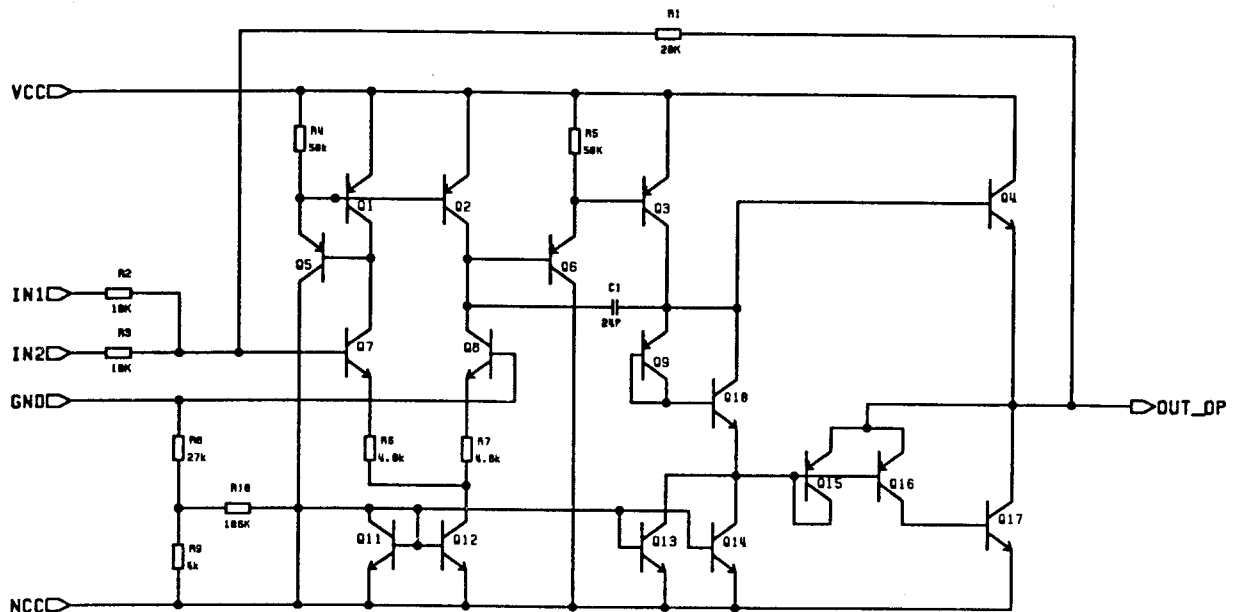 R1
20K
VCC
R4
50k
R5
50K
Q1
Q2
Q3
Q4
Q5
Q6
IN1
R2
10K
C1
24P
R3
IN2
10K
Q7
Q8
Q9
GND
Q10
OUT_OP
R8
27k
R6
4.0k
R7
4.0k
Q15
Q16
R10
Q17
Q11
Q12
Q13
Q14
R9
NCC